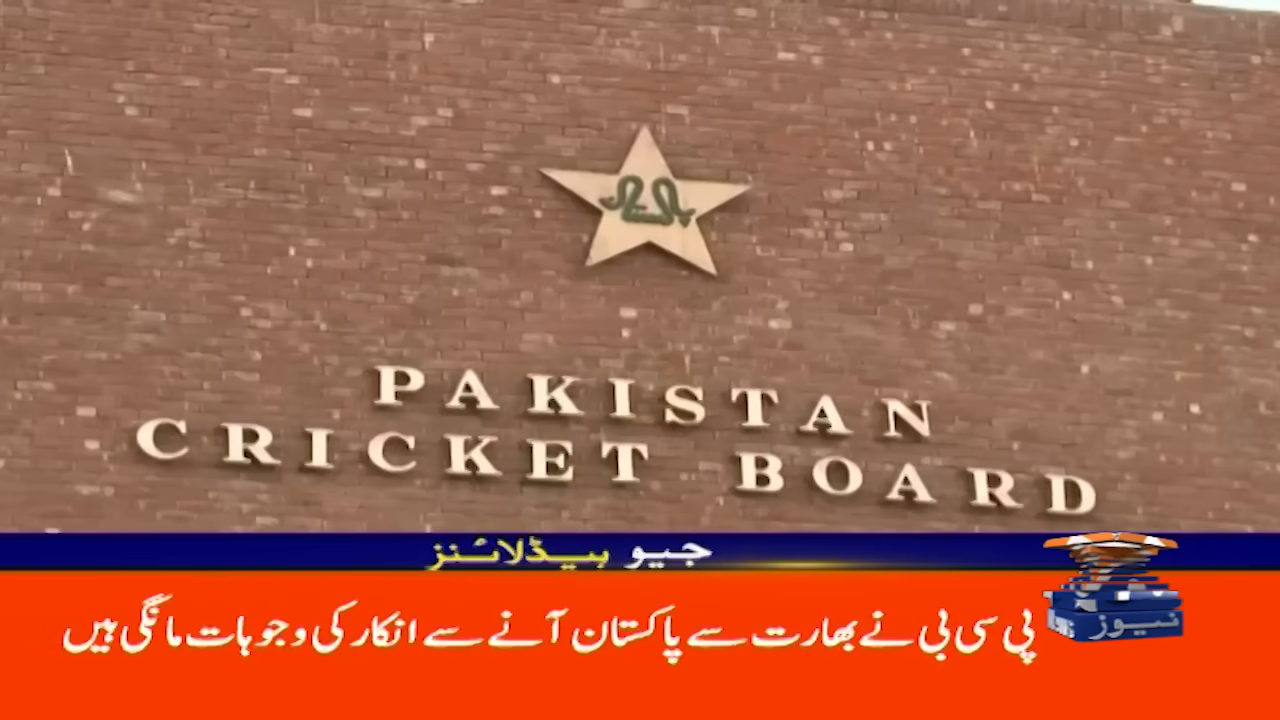 پاکستان
PAKISTAN
CRICKET BOARD
جیو ہیڈلائنز
پی سی بی نے بھارت سے پاکستان آنے سے انکار کی وجوہات مانگی ہیں
نیوز